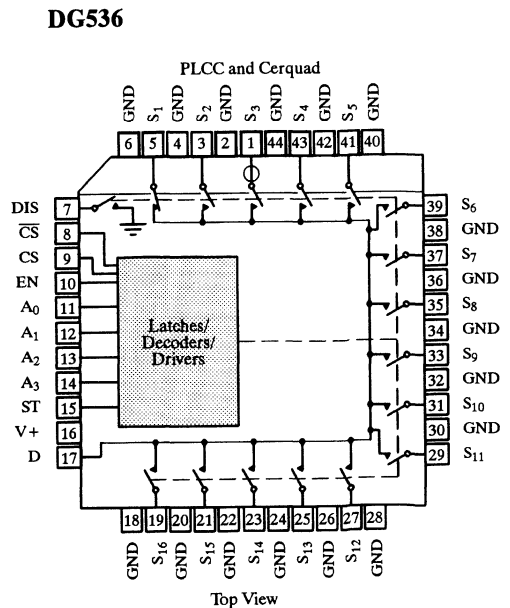 DG536
PLCC and Cerquad
GND S1 GND S2 GND S3 GND S4 GND S5 GND
6 5 4 3 2 1 44 43 42 41 40
DIS 7
CS 8
CS 9
EN 10
A0 11
A1 12
A2 13
A3 14
ST 15
V+ 16
D 17
Latches/
Decoders/
Drivers
39 S6
38 GND
37 S7
36 GND
35 S8
34 GND
33 S9
32 GND
31 S10
30 GND
29 S11
18 19 20 21 22 23 24 25 26 27 28
GND S16 GND S15 GND S14 GND S13 GND S12 GND
Top View